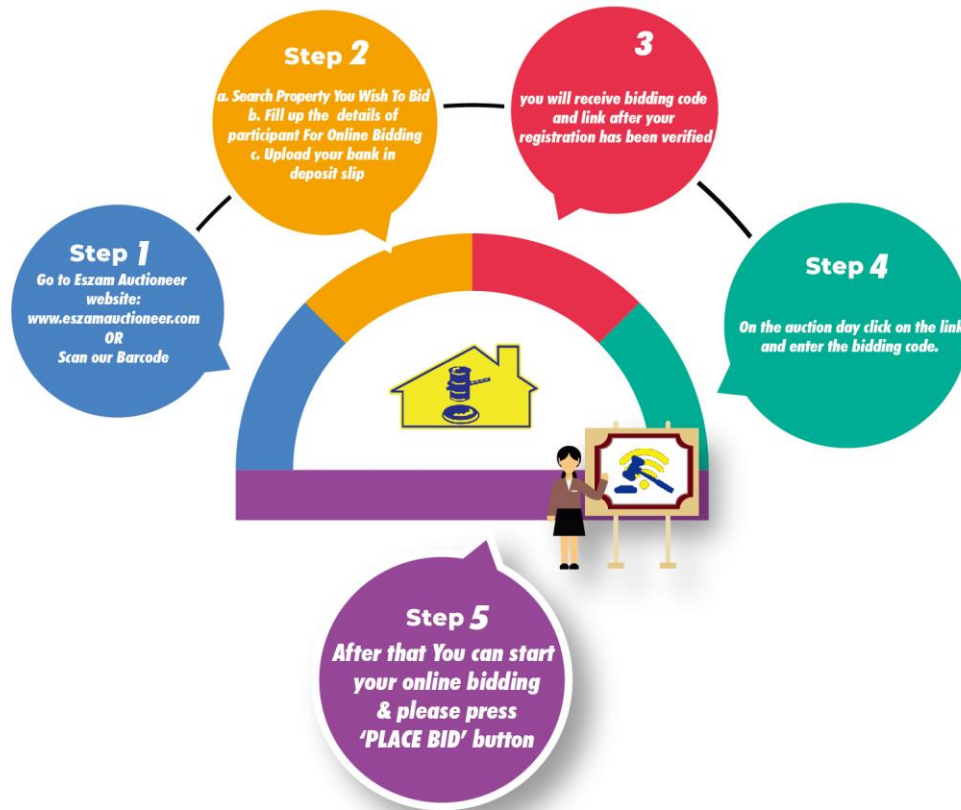 Step 1
Go to Eszam Auctioneer
website:
www.eszamauctioneer.com
OR
Scan our Barcode
Step 2
a. Search Property You Wish To Bid
b. Fill up the details of
participant For Online Bidding
c. Upload your bank in
deposit slip
3
you will receive bidding code
and link after your
registration has been verified
Step 4
On the auction day click on the link
and enter the bidding code.
Step 5
After that You can start
your online bidding
& please press
‘PLACE BID’ button